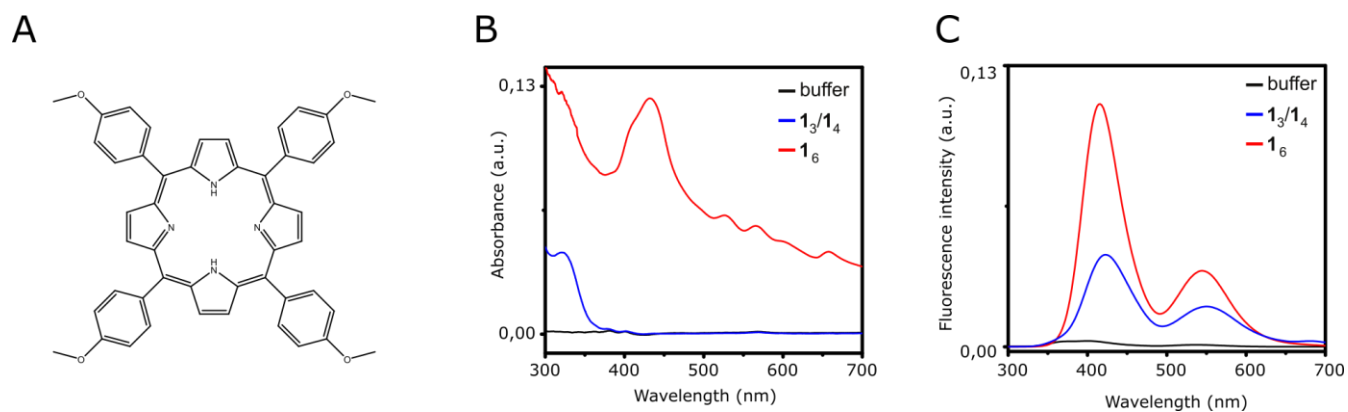 A
O
O
N
H
N
N
H
N
O
O
B
Absorbance (a.u.)
0,13
0,00
buffer
1₃/1₄
1₆
300 400 500 600 700
Wavelength (nm)
C
Fluorescence intensity (a.u.)
0,13
0,00
buffer
1₃/1₄
1₆
300 400 500 600 700
Wavelength (nm)